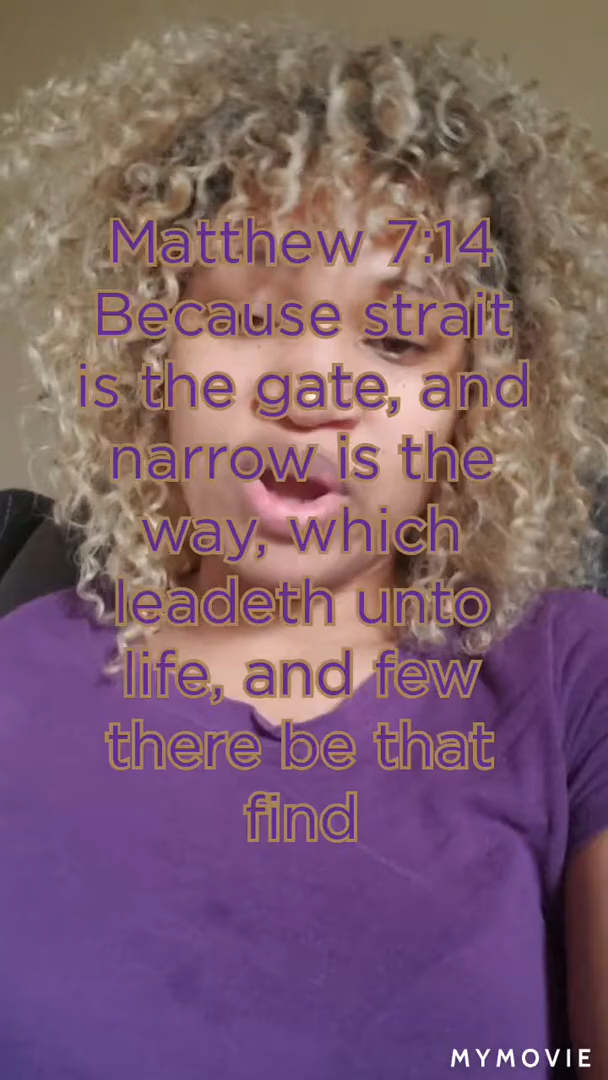 Matthew 7:14
Because strait
is the gate, and
narrow is the
way, which
leadeth unto
life, and few
there be that
find
MYMOVIE